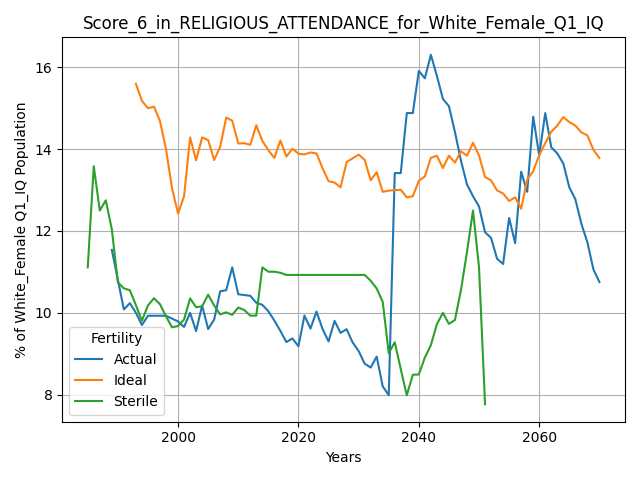 Score_6_in_RELIGIOUS_ATTENDANCE_for_White_Female_Q1_IQ
% of White_Female Q1_IQ Population
16
14
12
10
8
Fertility
Actual
Ideal
Sterile
2000
2020
2040
2060
Years